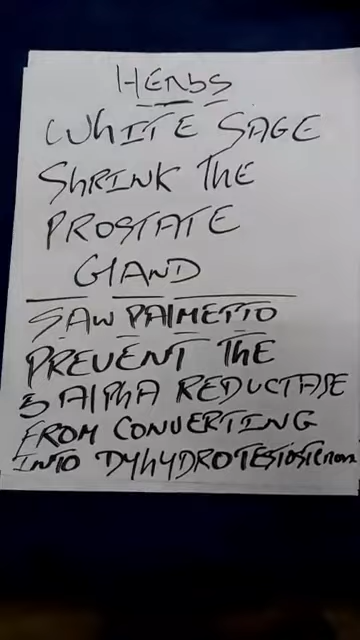 HERBS
WHITE SAGE
SHRINK THE
PROSTATE
GLAND
SAW PALMETTO
PREVENT THE
5 ALPHA REDUCTASE
FROM CONVERTING
INTO DYHYDROTESTOSTERONE